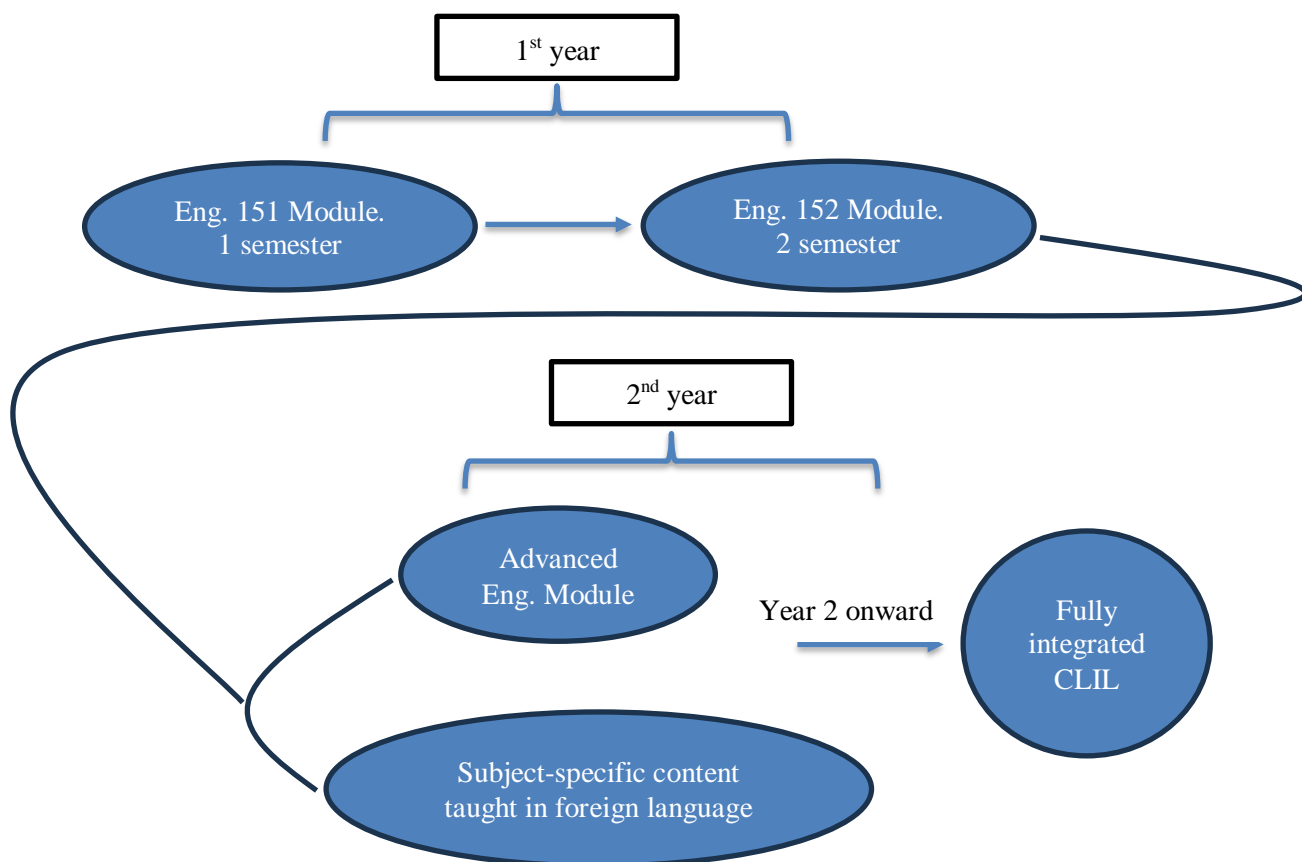 1st year
Eng. 151 Module.
1 semester
Eng. 152 Module.
2 semester
2nd year
Advanced
Eng. Module
Year 2 onward
Fully
integrated
CLIL
Subject-specific content
taught in foreign language